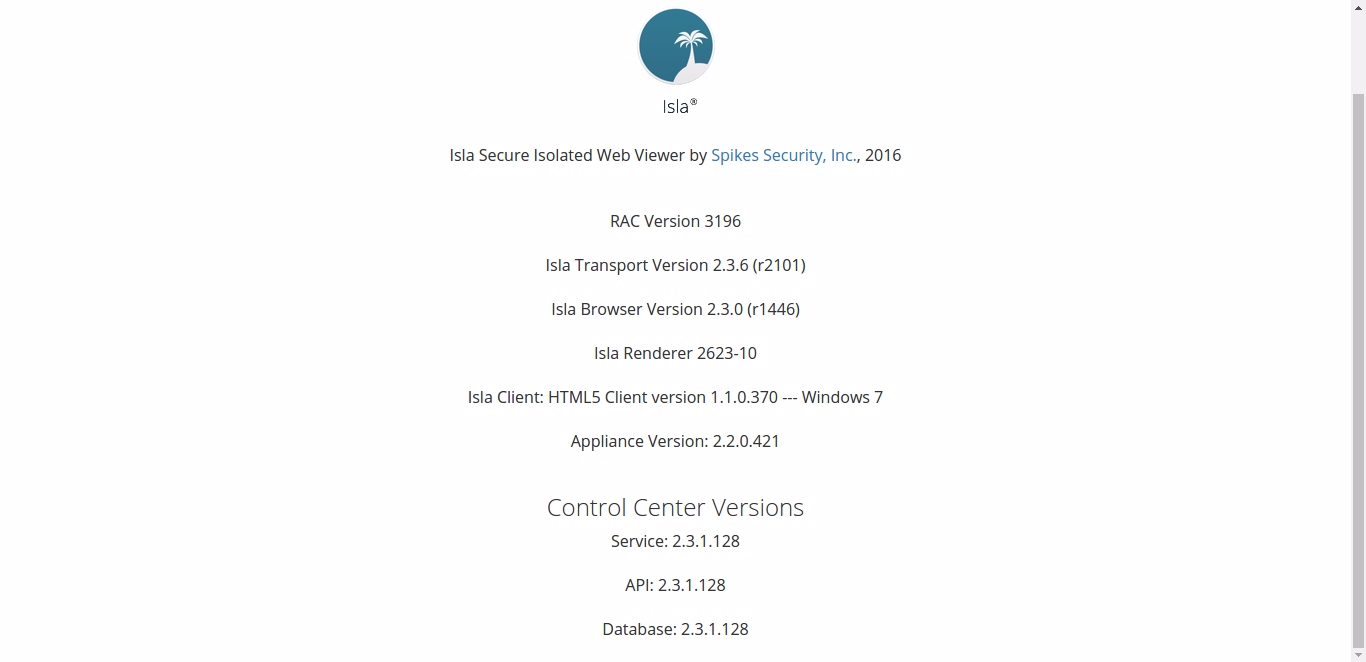 Isla®
Isla Secure Isolated Web Viewer by Spikes Security, Inc., 2016
RAC Version 3196
Isla Transport Version 2.3.6 (r2101)
Isla Browser Version 2.3.0 (r1446)
Isla Renderer 2623-10
Isla Client: HTML5 Client version 1.1.0.370 --- Windows 7
Appliance Version: 2.2.0.421
Control Center Versions
Service: 2.3.1.128
API: 2.3.1.128
Database: 2.3.1.128